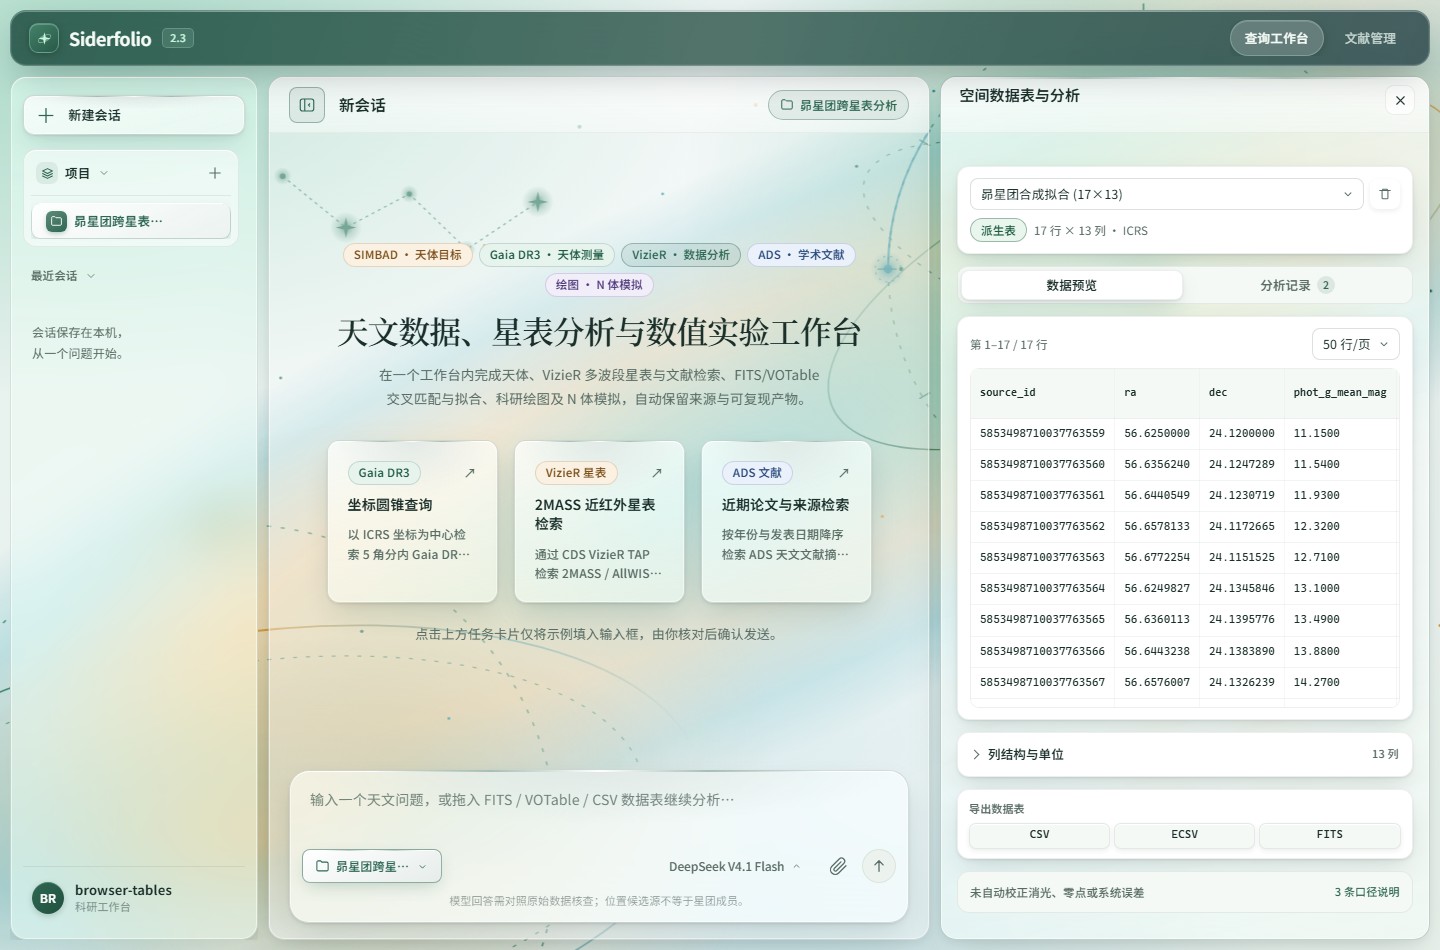 Siderfolio 2.3
查询工作台 文献管理
新建会话
项目
昴星团跨星表…
最近会话
会话保存在本机，
从一个问题开始。
BR browser-tables
科研工作台
新会话
昴星团跨星表分析
SIMBAD · 天体目标 Gaia DR3 · 天体测量 VizieR · 数据分析 ADS · 学术文献
绘图 · N 体模拟
天文数据、星表分析与数值实验工作台
在一个工作台内完成天体、VizieR 多波段星表与文献检索、FITS/VOTable
交叉匹配与拟合、科研绘图及 N 体模拟，自动保留来源与可复现产物。
Gaia DR3
坐标圆锥查询
以 ICRS 坐标为中心检
索 5 角分内 Gaia DR…
VizieR 星表
2MASS 近红外星表
检索
通过 CDS VizieR TAP
检索 2MASS / AllWIS…
ADS 文献
近期论文与来源检索
按年份与发表日期降序
检索 ADS 天文文献摘…
点击上方任务卡片仅将示例填入输入框，由你核对后确认发送。
输入一个天文问题，或拖入 FITS / VOTable / CSV 数据表继续分析…
昴星团跨星…
DeepSeek V4.1 Flash
模型回答需对照原始数据核查；位置候选源不等于星团成员。
空间数据表与分析
昴星团合成拟合 (17×13)
派生表 17 行 × 13 列 · ICRS
数据预览 分析记录 2
第 1–17 / 17 行 50 行/页
source_id ra dec phot_g_mean_mag
5853498710037763559 56.6250000 24.1200000 11.1500
5853498710037763560 56.6356240 24.1247289 11.5400
5853498710037763561 56.6440549 24.1230719 11.9300
5853498710037763562 56.6578133 24.1172665 12.3200
5853498710037763563 56.6772254 24.1151525 12.7100
5853498710037763564 56.6249827 24.1345846 13.1000
5853498710037763565 56.6360113 24.1395776 13.4900
5853498710037763566 56.6443238 24.1383890 13.8800
5853498710037763567 56.6576007 24.1326239 14.2700
列结构与单位 13 列
导出数据表
CSV ECSV FITS
未自动校正消光、零点或系统误差 3 条口径说明